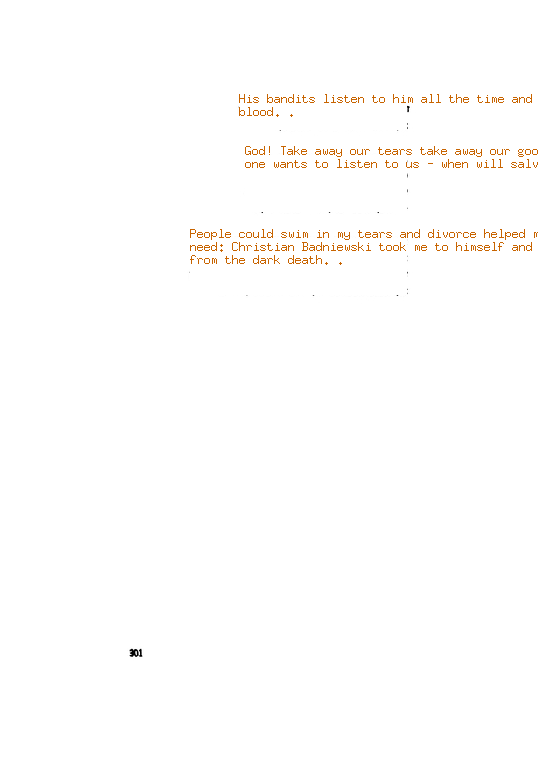 His bandits listen to him all the time and
blood. .
God! Take away our tears take away our goo
one wants to listen to us - when will salv
People could swim in my tears and divorce helped m
need: Christian Badniewski took me to himself and
from the dark death. .
301